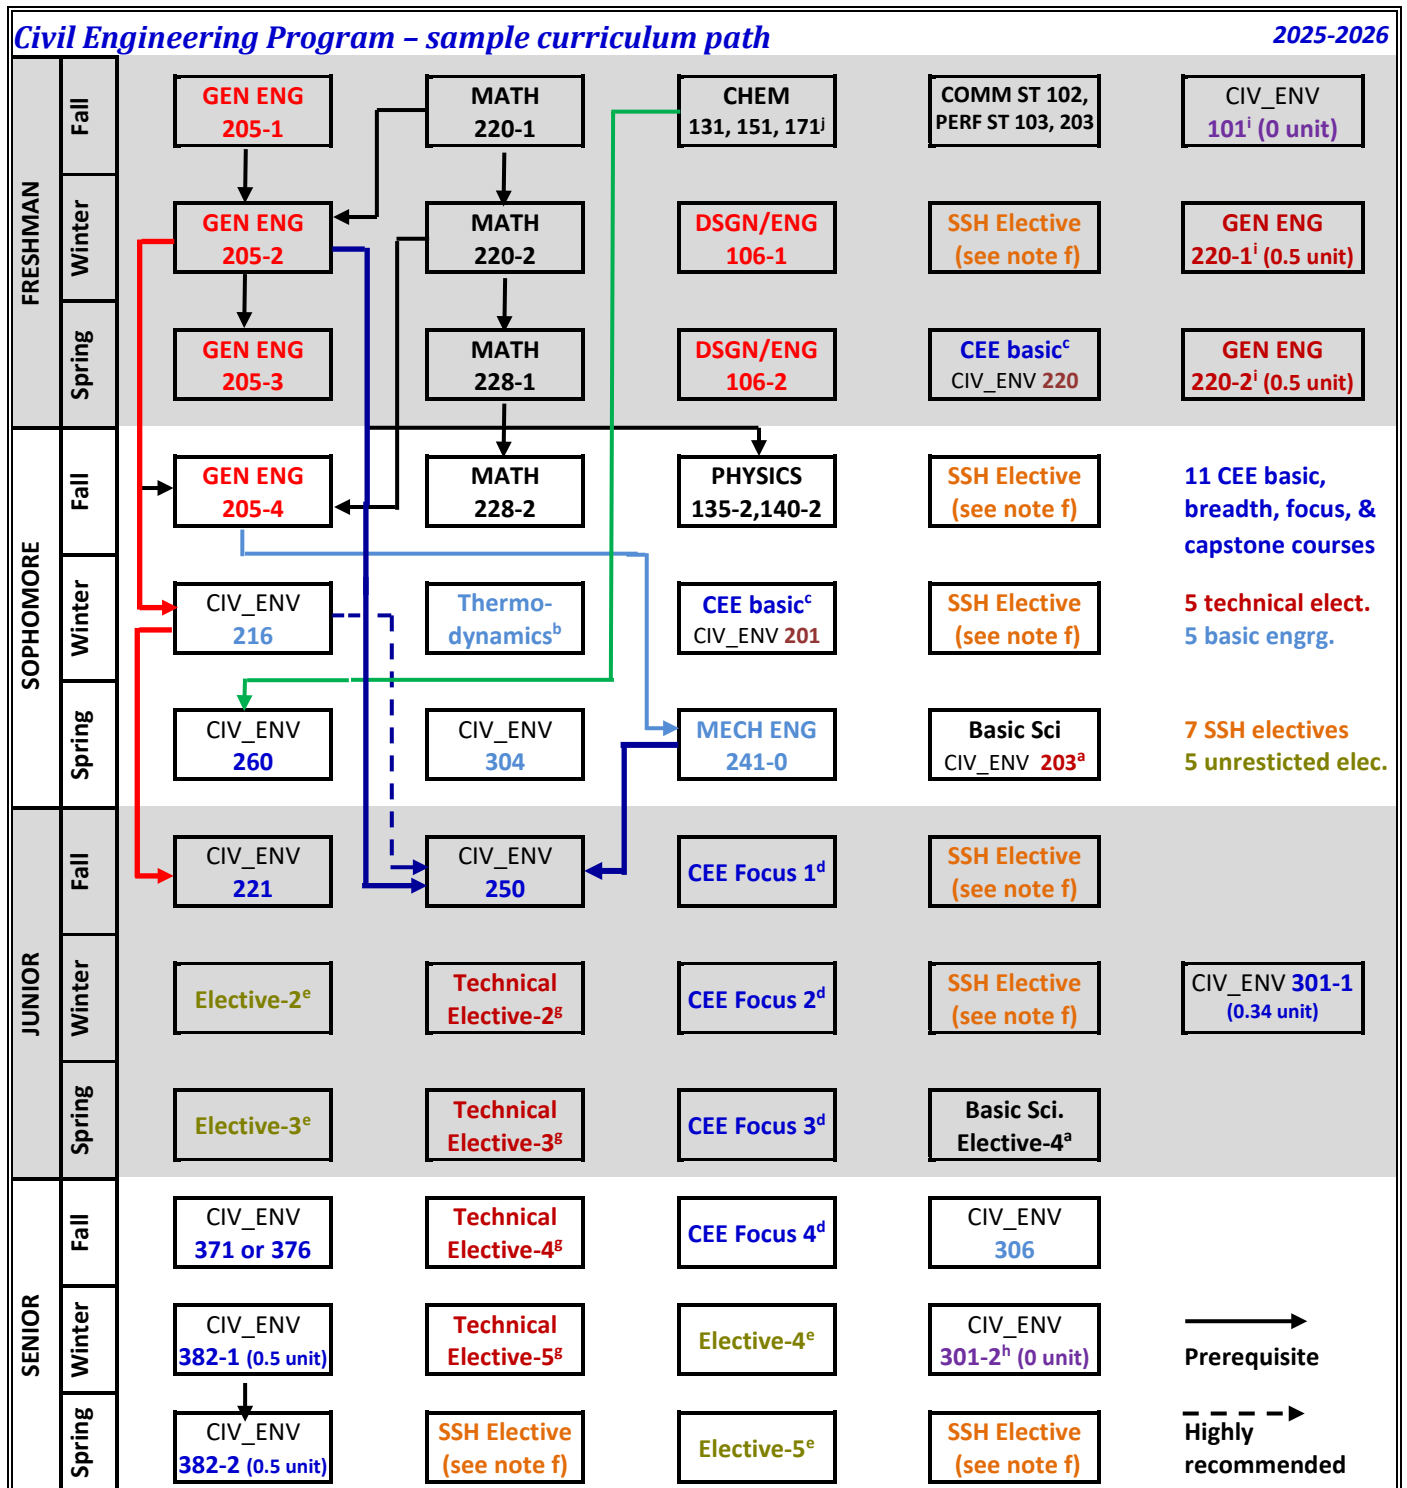 Civil Engineering Program – sample curriculum path
2025-2026
FRESHMAN
Fall
GEN ENG
205-1
MATH
220-1
CHEM
131, 151, 171j
COMM ST 102,
PERF ST 103, 203
CIV_ENV
101i (0 unit)
Winter
GEN ENG
205-2
MATH
220-2
DSGN/ENG
106-1
SSH Elective
(see note f)
GEN ENG
220-1i (0.5 unit)
Spring
GEN ENG
205-3
MATH
228-1
DSGN/ENG
106-2
CEE basicc
CIV_ENV 220
GEN ENG
220-2i (0.5 unit)
SOPHOMORE
Fall
GEN ENG
205-4
MATH
228-2
PHYSICS
135-2,140-2
SSH Elective
(see note f)
11 CEE basic,
breadth, focus, &
capstone courses
Winter
CIV_ENV
216
Thermo-
dynamicsb
CEE basicc
CIV_ENV 201
SSH Elective
(see note f)
5 technical elect.
5 basic engrg.
Spring
CIV_ENV
260
CIV_ENV
304
MECH ENG
241-0
Basic Sci
CIV_ENV 203a
7 SSH electives
5 unresticted elec.
JUNIOR
Fall
CIV_ENV
221
CIV_ENV
250
CEE Focus 1d
SSH Elective
(see note f)
Winter
Elective-2e
Technical
Elective-2g
CEE Focus 2d
SSH Elective
(see note f)
CIV_ENV 301-1
(0.34 unit)
Spring
Elective-3e
Technical
Elective-3g
CEE Focus 3d
Basic Sci.
Elective-4a
SENIOR
Fall
CIV_ENV
371 or 376
Technical
Elective-4g
CEE Focus 4d
CIV_ENV
306
Winter
CIV_ENV
382-1 (0.5 unit)
Technical
Elective-5g
Elective-4e
CIV_ENV
301-2h (0 unit)
Prerequisite
Spring
CIV_ENV
382-2 (0.5 unit)
SSH Elective
(see note f)
Elective-5e
SSH Elective
(see note f)
Highly
recommended